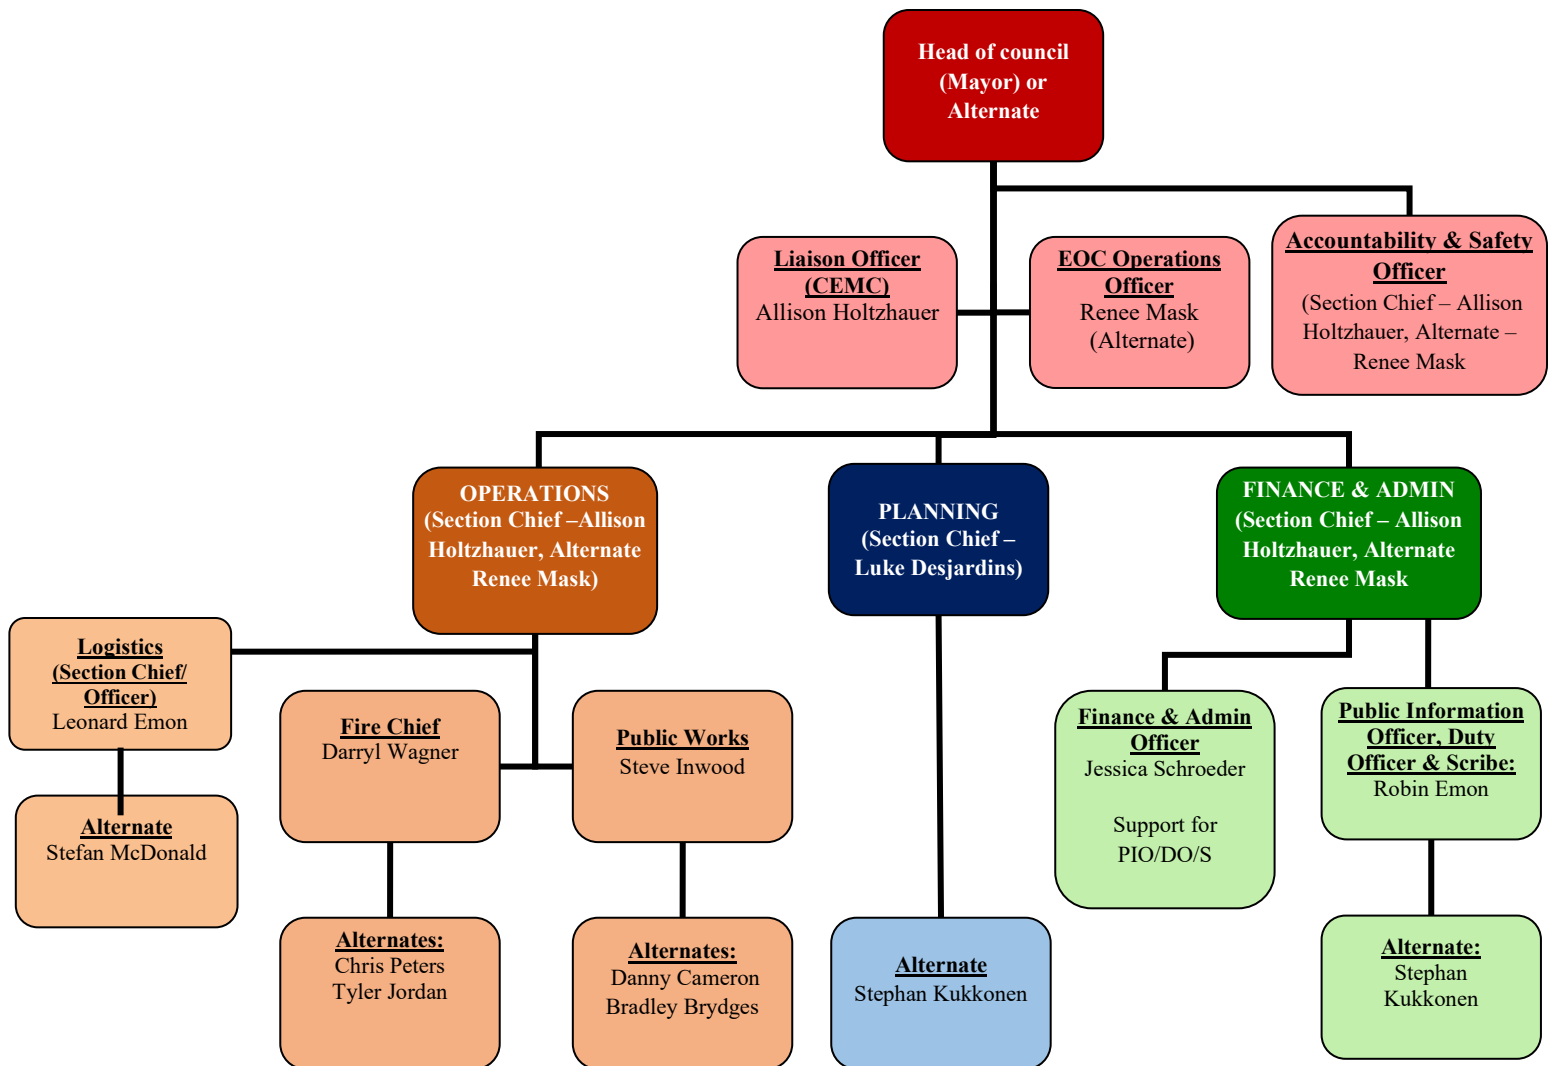 Head of council
(Mayor) or
Alternate
Liaison Officer
(CEMC)
Allison Holtzhauer
EOC Operations
Officer
Renee Mask
(Alternate)
Accountability & Safety
Officer
(Section Chief – Allison
Holtzhauer, Alternate –
Renee Mask
OPERATIONS
(Section Chief –Allison
Holtzhauer, Alternate
Renee Mask)
PLANNING
(Section Chief –
Luke Desjardins)
FINANCE & ADMIN
(Section Chief – Allison
Holtzhauer, Alternate
Renee Mask
Logistics
(Section Chief/
Officer)
Leonard Emon
Fire Chief
Darryl Wagner
Public Works
Steve Inwood
Finance & Admin
Officer
Jessica Schroeder
Support for
PIO/DO/S
Public Information
Officer, Duty
Officer & Scribe:
Robin Emon
Alternate
Stefan McDonald
Alternates:
Chris Peters
Tyler Jordan
Alternates:
Danny Cameron
Bradley Brydges
Alternate
Stephan Kukkonen
Alternate:
Stephan
Kukkonen